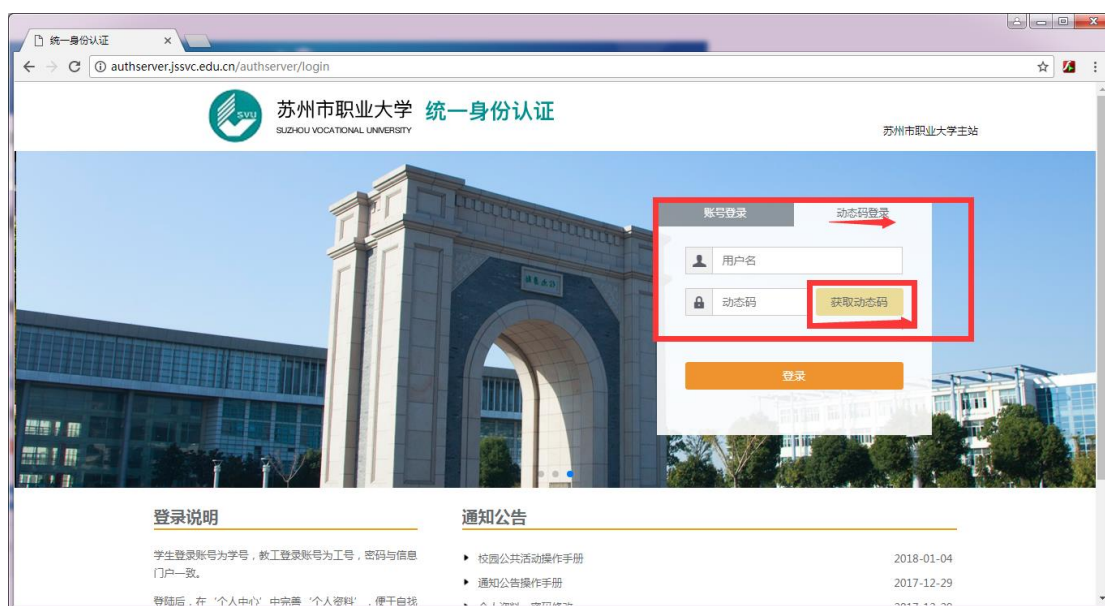 统一身份认证
authserver.jssvc.edu.cn/authserver/login
SVU
苏州市职业大学 统一身份认证
SUZHOU VOCATIONAL UNIVERSITY
苏州市职业大学主站
账号登录 动态码登录
用户名
动态码 获取动态码
登录
登录说明
学生登录账号为学号，教工登录账号为工号，密码与信息
门户一致。
登陆后，在‘个人中心’中完善‘个人资料’，便于自找
通知公告
校园公共活动操作手册 2018-01-04
通知公告操作手册 2017-12-29